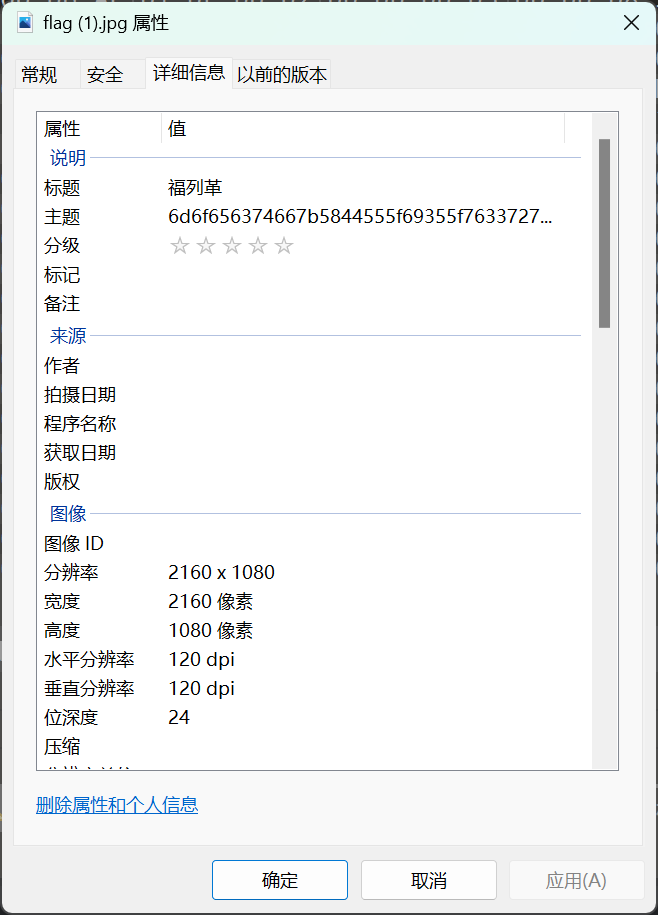 flag (1).jpg 属性
常规 安全 详细信息 以前的版本
属性 值
说明
标题 福列革
主题 6d6f656374667b5844555f69355f7633727...
分级 ☆☆☆☆☆
标记
备注
来源
作者
拍摄日期
程序名称
获取日期
版权
图像
图像 ID
分辨率 2160 x 1080
宽度 2160 像素
高度 1080 像素
水平分辨率 120 dpi
垂直分辨率 120 dpi
位深度 24
压缩
删除属性和个人信息
确定 取消 应用(A)